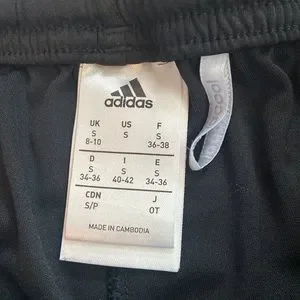 adidas
UK US F
S S S
8-10 36-38
D I E
S S S
34-36 40-42 34-36
CDN J
S/P OT
MADE IN CAMBODIA